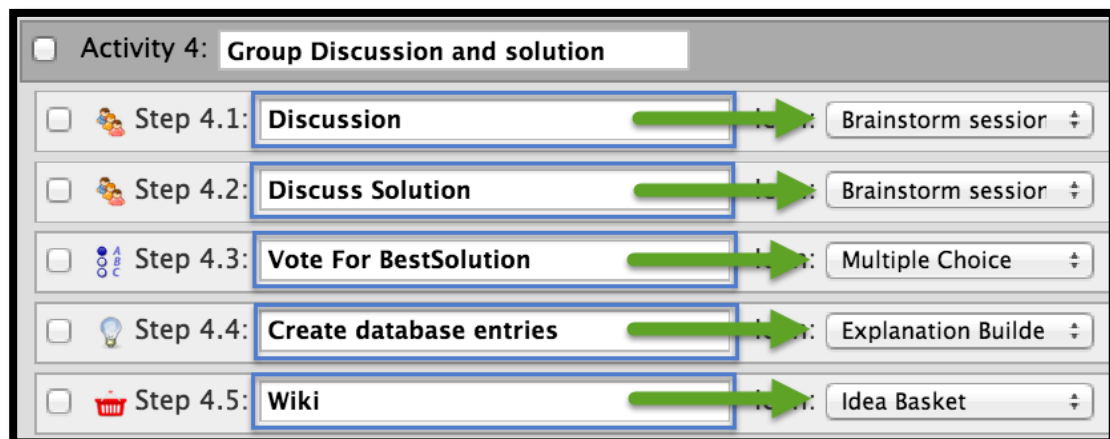 Activity 4: Group Discussion and solution
Step 4.1: Discussion Brainstorm session
Step 4.2: Discuss Solution Brainstorm session
A
B
C
Step 4.3: Vote For BestSolution Multiple Choice
Step 4.4: Create database entries Explanation Builde
Step 4.5: Wiki Idea Basket